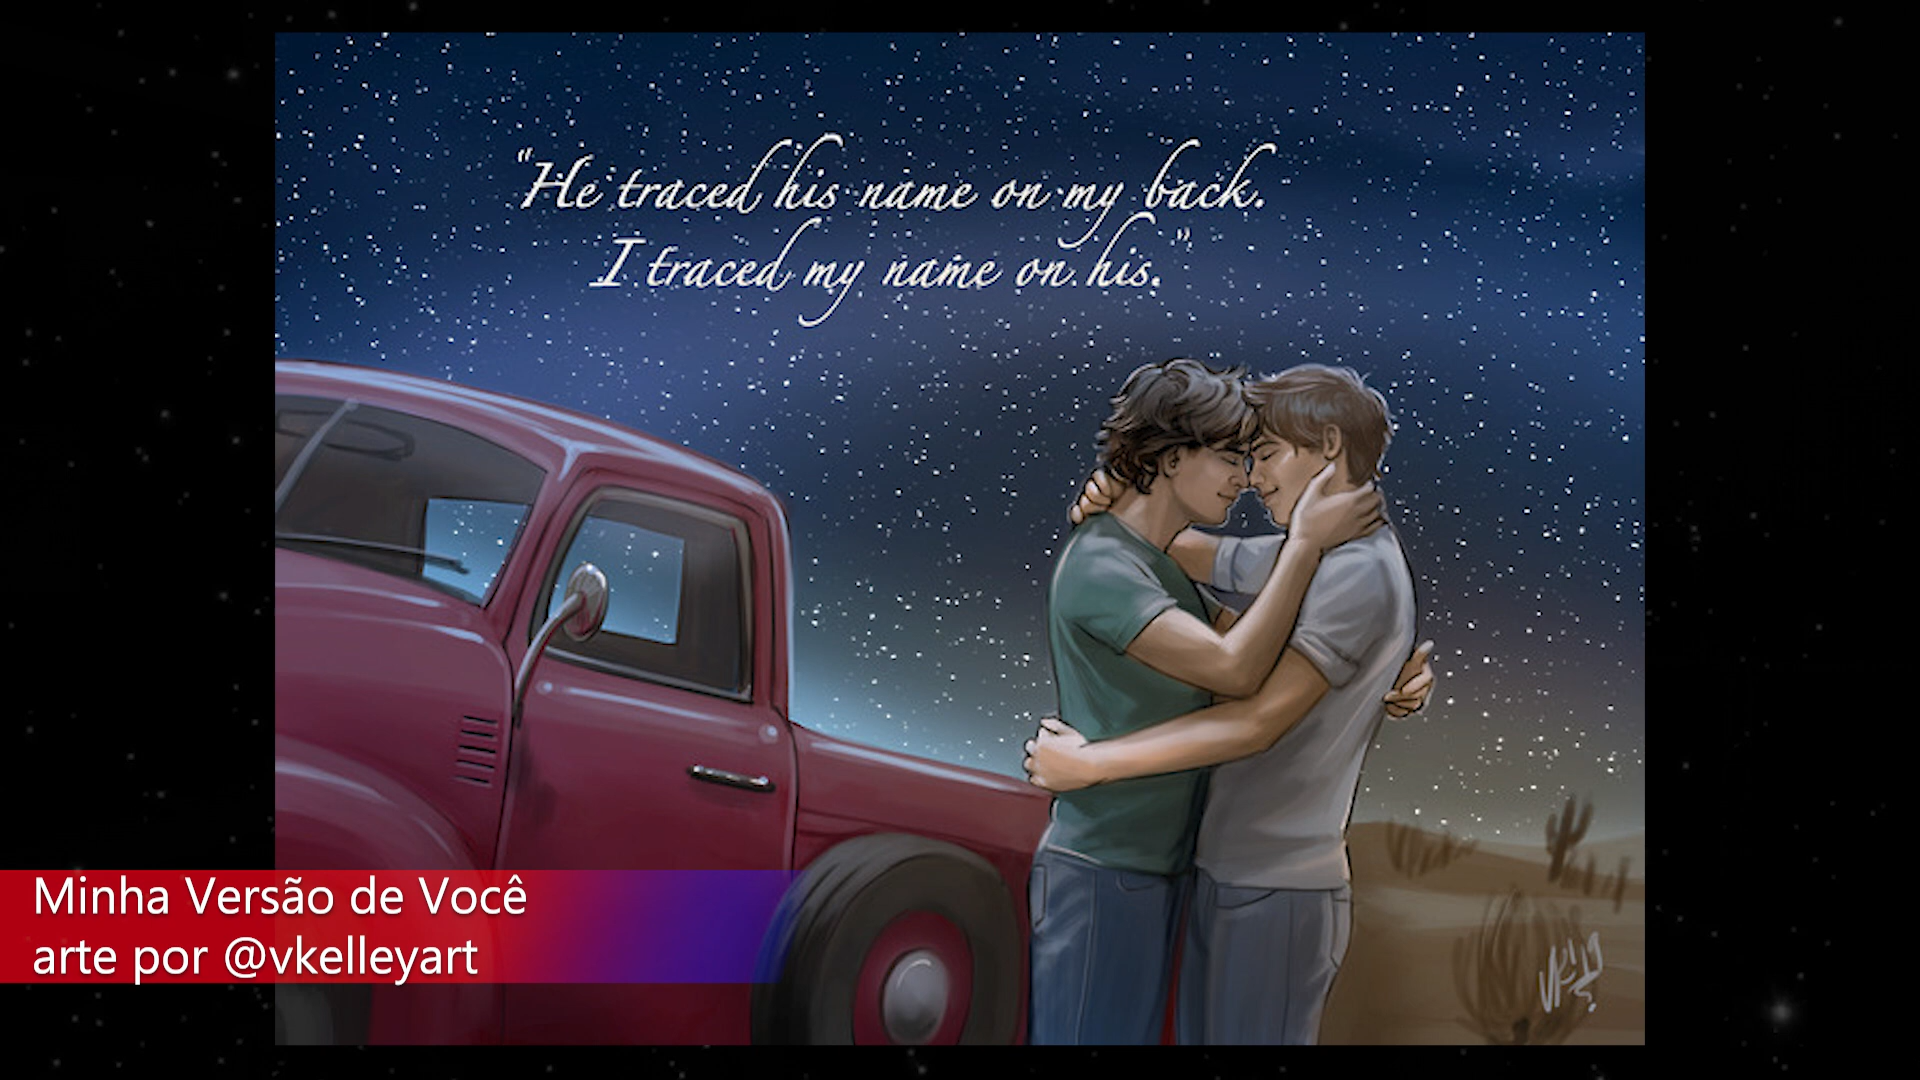 "He traced his name on my back.
I traced my name on his."
Minha Versão de Você
arte por @vkelleyart